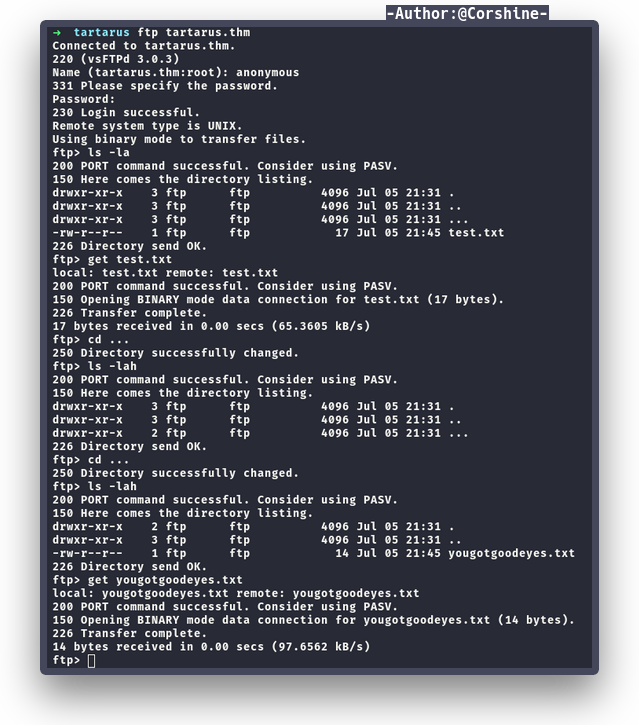 -Author:@Corshine-
→ tartarus ftp tartarus.thm
Connected to tartarus.thm.
220 (vsFTPd 3.0.3)
Name (tartarus.thm:root): anonymous
331 Please specify the password.
Password:
230 Login successful.
Remote system type is UNIX.
Using binary mode to transfer files.
ftp> ls -la
200 PORT command successful. Consider using PASV.
150 Here comes the directory listing.
drwxr-xr-x    3 ftp      ftp          4096 Jul 05 21:31 .
drwxr-xr-x    3 ftp      ftp          4096 Jul 05 21:31 ..
drwxr-xr-x    3 ftp      ftp          4096 Jul 05 21:31 ...
-rw-r--r--    1 ftp      ftp            17 Jul 05 21:45 test.txt
226 Directory send OK.
ftp> get test.txt
local: test.txt remote: test.txt
200 PORT command successful. Consider using PASV.
150 Opening BINARY mode data connection for test.txt (17 bytes).
226 Transfer complete.
17 bytes received in 0.00 secs (65.3605 kB/s)
ftp> cd ...
250 Directory successfully changed.
ftp> ls -lah
200 PORT command successful. Consider using PASV.
150 Here comes the directory listing.
drwxr-xr-x    3 ftp      ftp          4096 Jul 05 21:31 .
drwxr-xr-x    3 ftp      ftp          4096 Jul 05 21:31 ..
drwxr-xr-x    2 ftp      ftp          4096 Jul 05 21:31 ...
226 Directory send OK.
ftp> cd ...
250 Directory successfully changed.
ftp> ls -lah
200 PORT command successful. Consider using PASV.
150 Here comes the directory listing.
drwxr-xr-x    2 ftp      ftp          4096 Jul 05 21:31 .
drwxr-xr-x    3 ftp      ftp          4096 Jul 05 21:31 ..
-rw-r--r--    1 ftp      ftp            14 Jul 05 21:45 yougotgoodeyes.txt
226 Directory send OK.
ftp> get yougotgoodeyes.txt
local: yougotgoodeyes.txt remote: yougotgoodeyes.txt
200 PORT command successful. Consider using PASV.
150 Opening BINARY mode data connection for yougotgoodeyes.txt (14 bytes).
226 Transfer complete.
14 bytes received in 0.00 secs (97.6562 kB/s)
ftp>